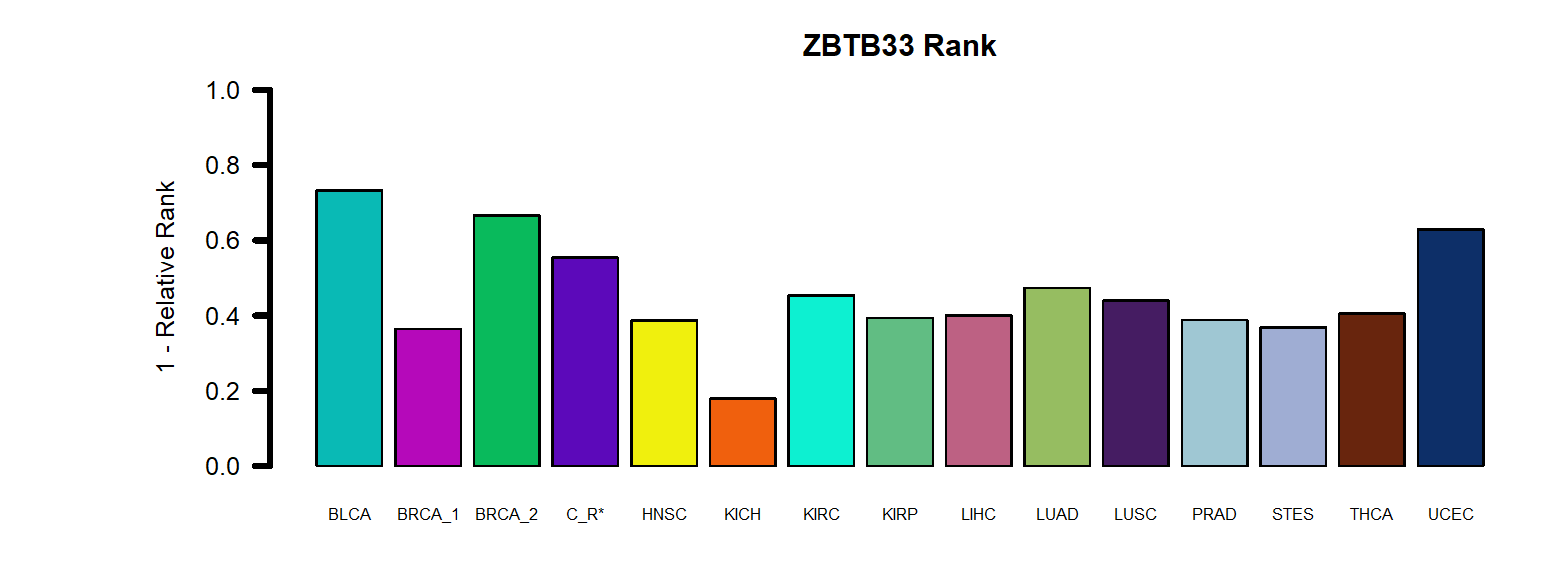 ZBTB33 Rank
1 - Relative Rank
1.0
0.8
0.6
0.4
0.2
0.0
BLCA BRCA_1 BRCA_2 C_R* HNSC KICH KIRC KIRP LIHC LUAD LUSC PRAD STES THCA UCEC